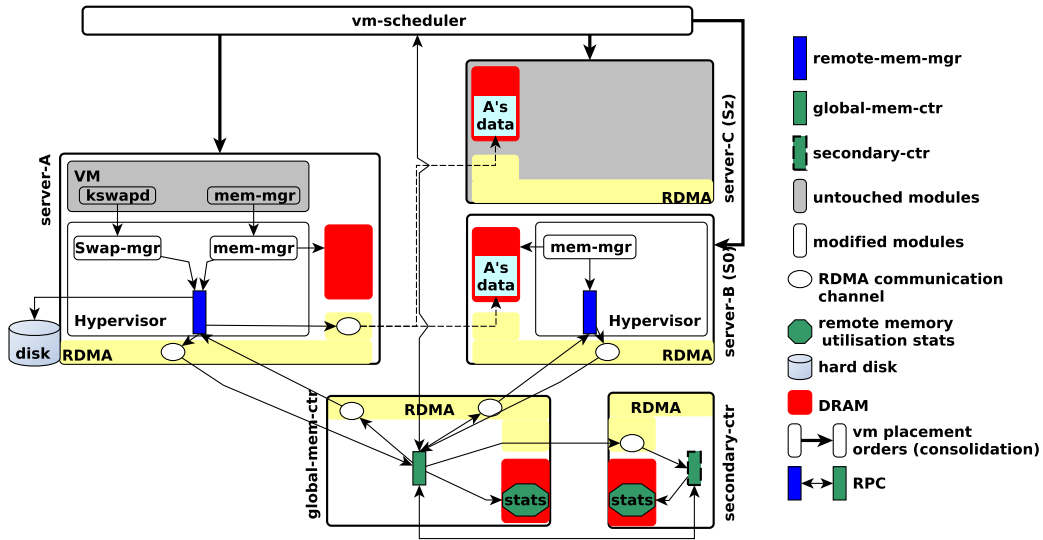 vm-scheduler
server-A
VM
kswapd
mem-mgr
Swap-mgr
mem-mgr
Hypervisor
RDMA
disk
A's
data
RDMA
server-C (Sz)
mem-mgr
A's
data
Hypervisor
RDMA
server-B (S0)
global-mem-ctr
RDMA
stats
RDMA
stats
secondary-ctr
remote-mem-mgr
global-mem-ctr
secondary-ctr
untouched modules
modified modules
RDMA communication
channel
remote memory
utilisation stats
hard disk
DRAM
vm placement
orders (consolidation)
RPC